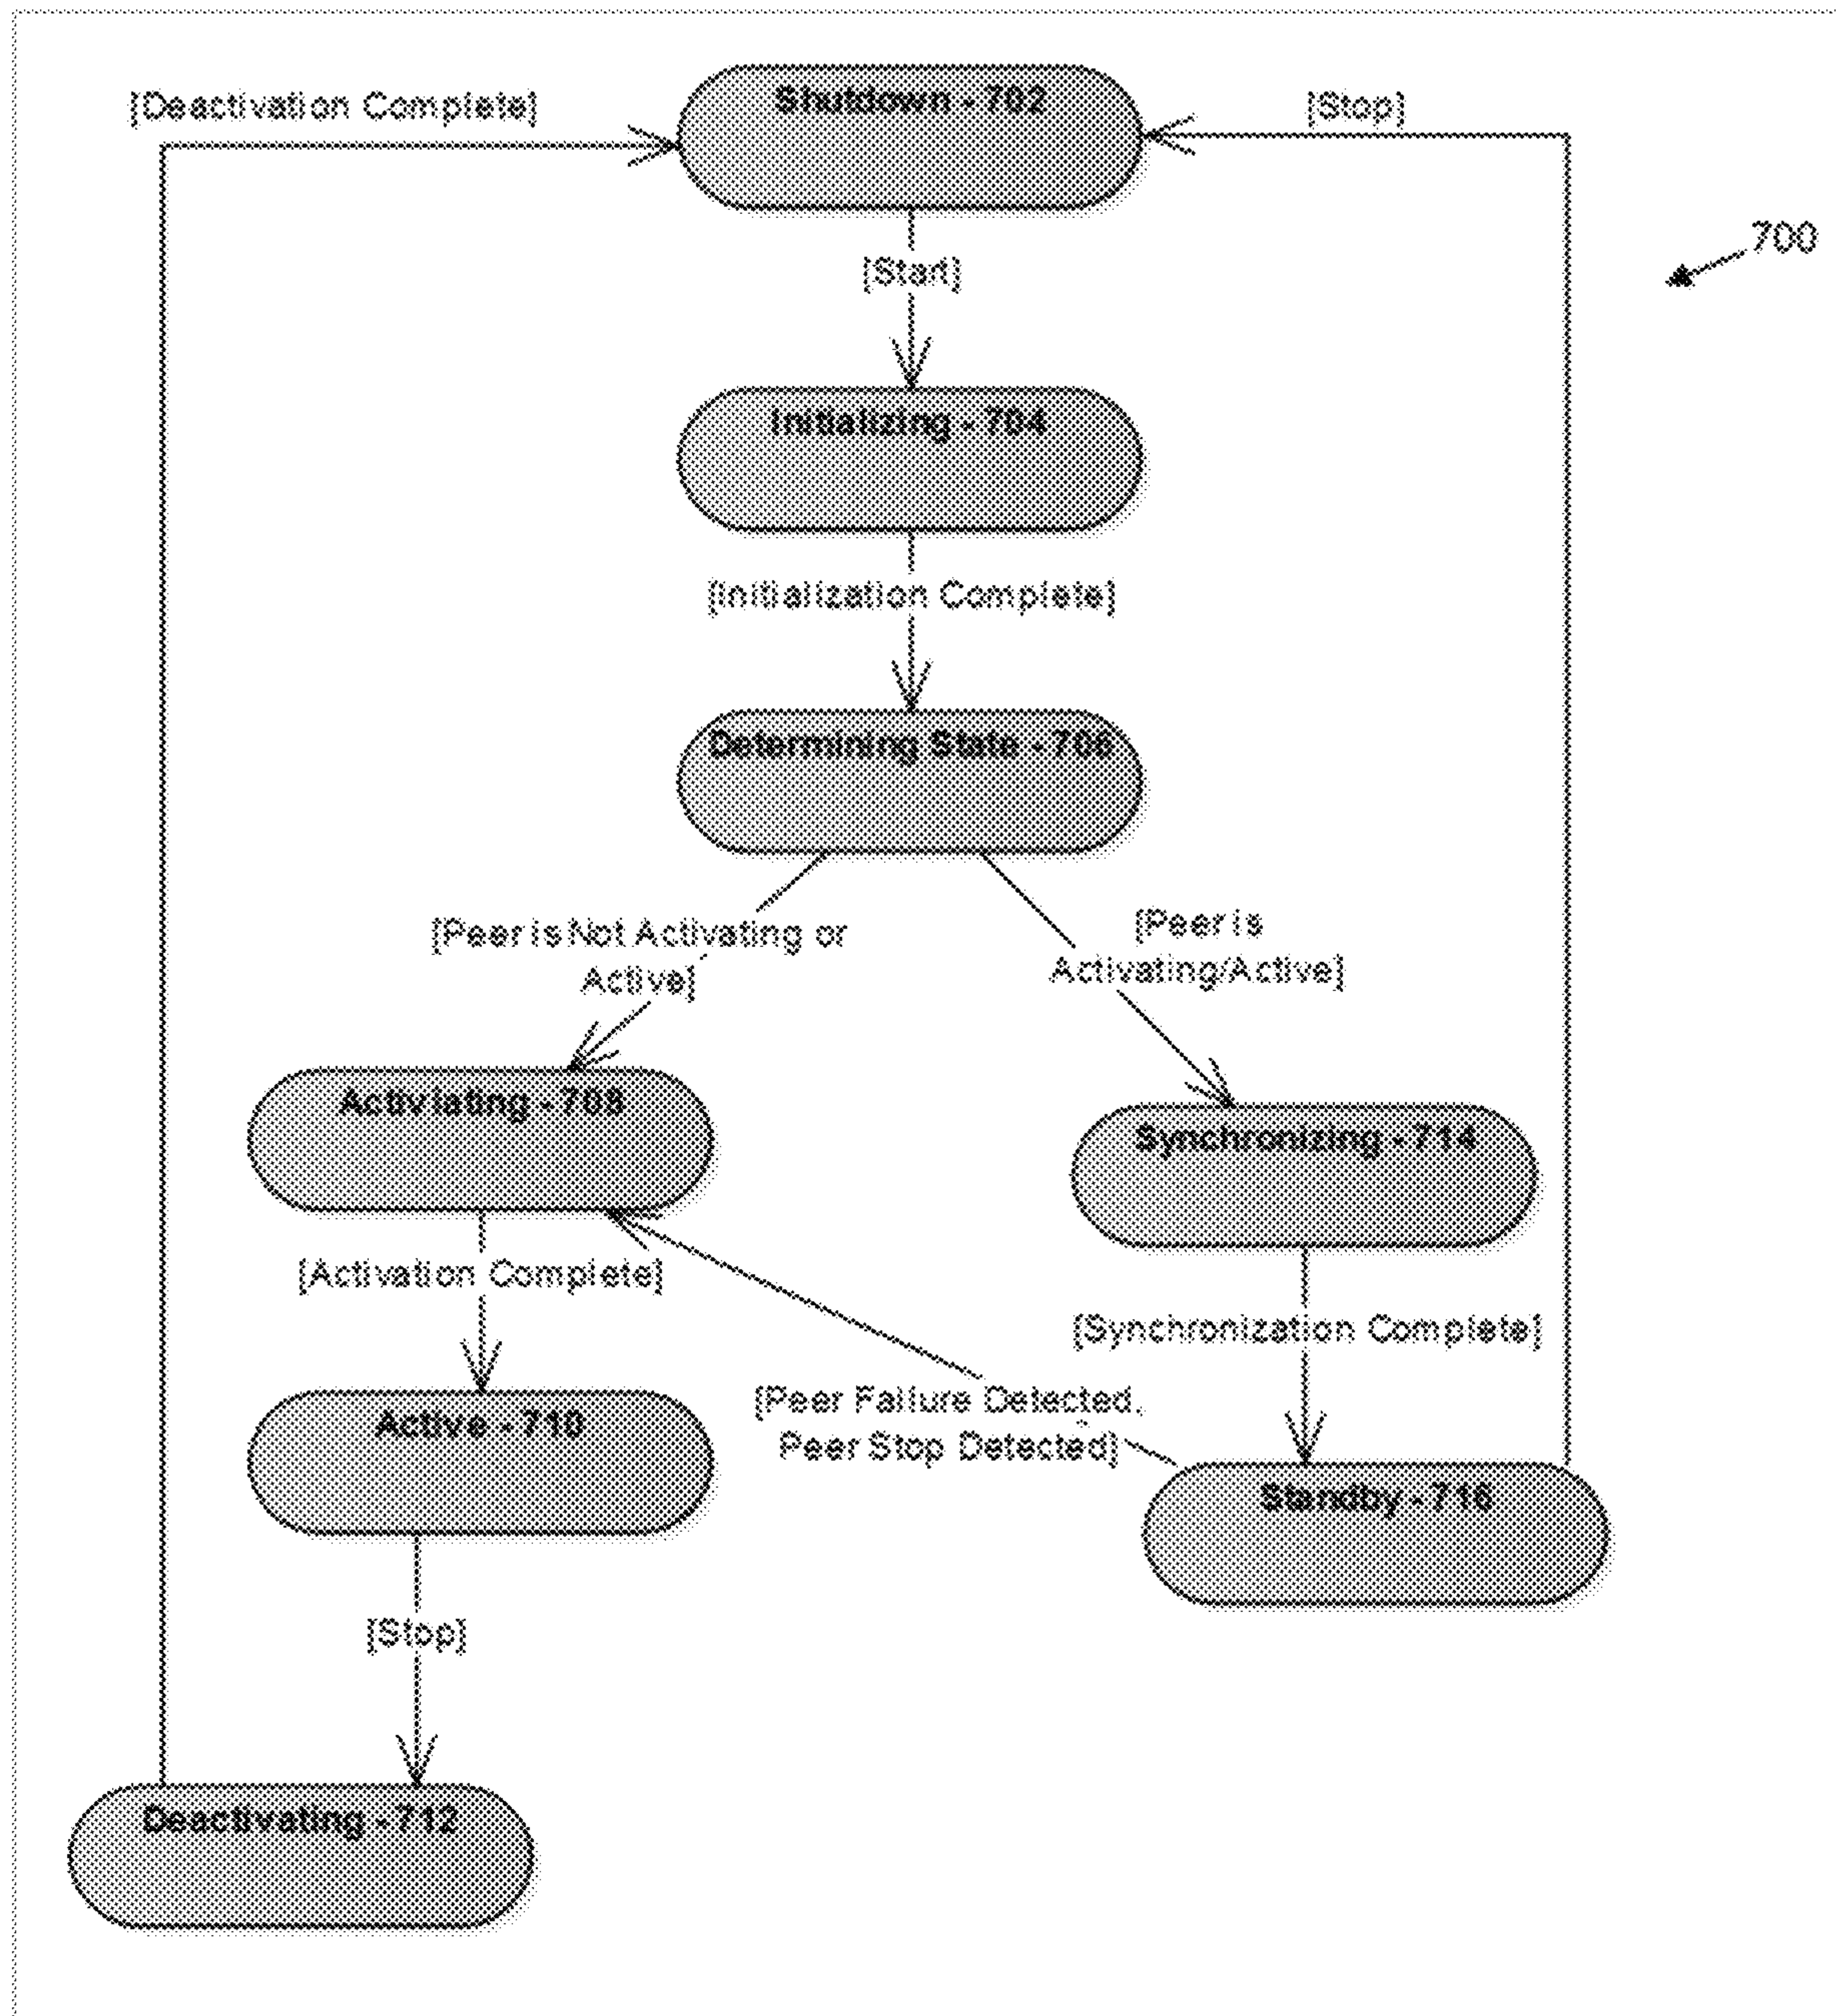 [Deactivation Complete]
Shutdown - 702
[Stop]
700
[Start]
Initializing - 704
[Initialization Complete]
Determining State - 706
[Peer is Not Activating or
Active]
[Peer is
Activating/Active]
Activiating - 708
Synchronizing - 714
[Activation Complete]
[Synchronization Complete]
[Peer Failure Detected.
Peer Stop Detected]
Active - 710
Standby - 716
[Stop]
Deactivating - 712